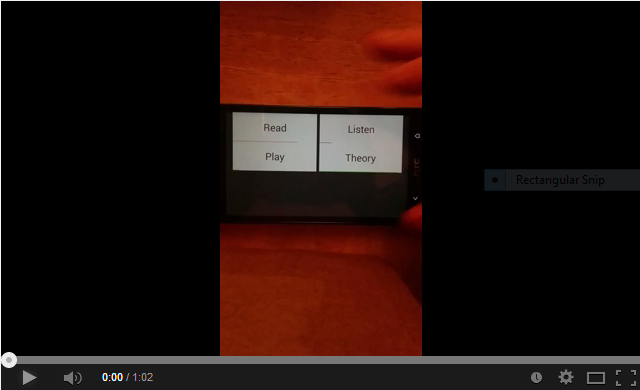 Read
Listen
Play
Theory
Rectangular Snip
0:00 / 1:02